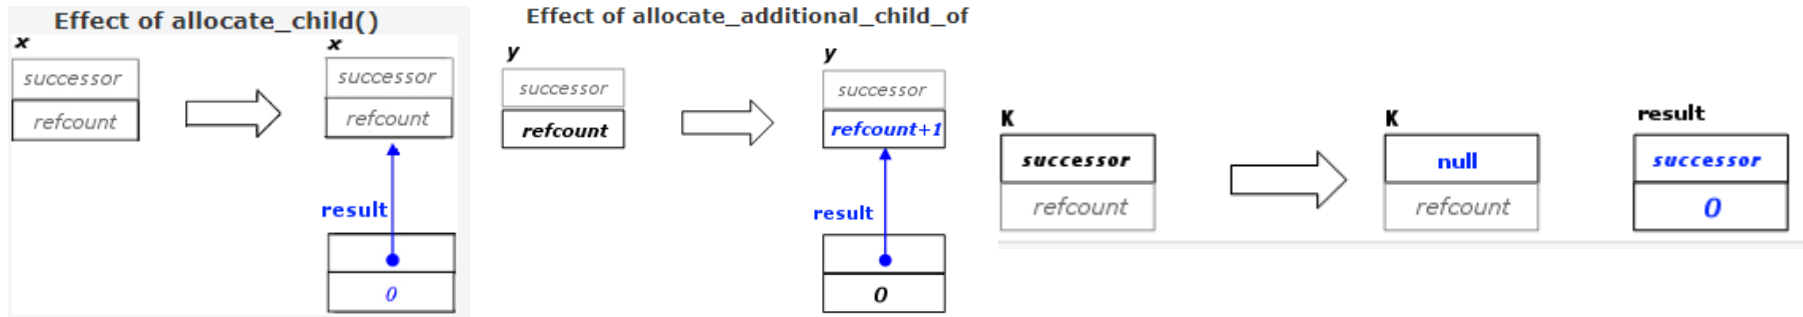 Effect of allocate_child()
x
successor
refcount
x
successor
refcount
result
0
Effect of allocate_additional_child_of
y
successor
refcount
y
successor
refcount+1
result
0
K
successor
refcount
K
null
refcount
result
successor
0